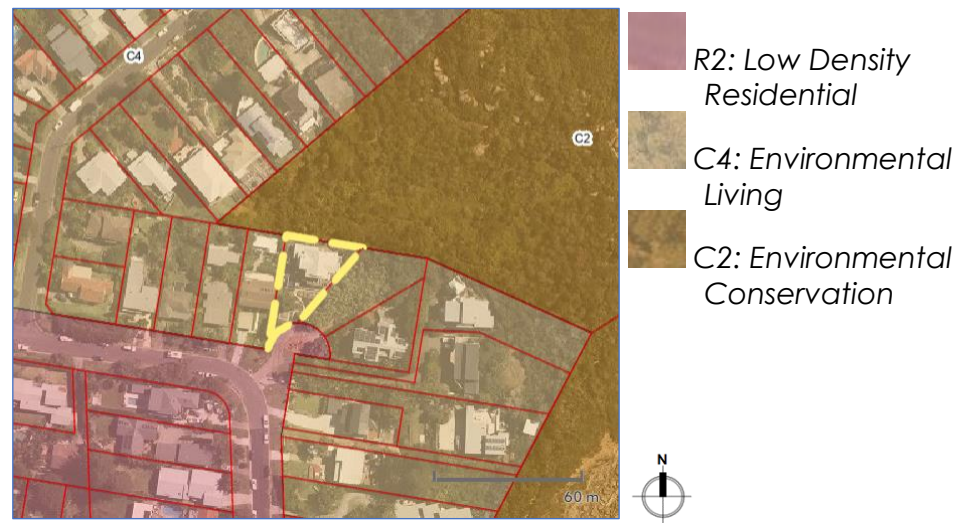 C4
C2
60 m
R2: Low Density
Residential
C4: Environmental
Living
C2: Environmental
Conservation
N